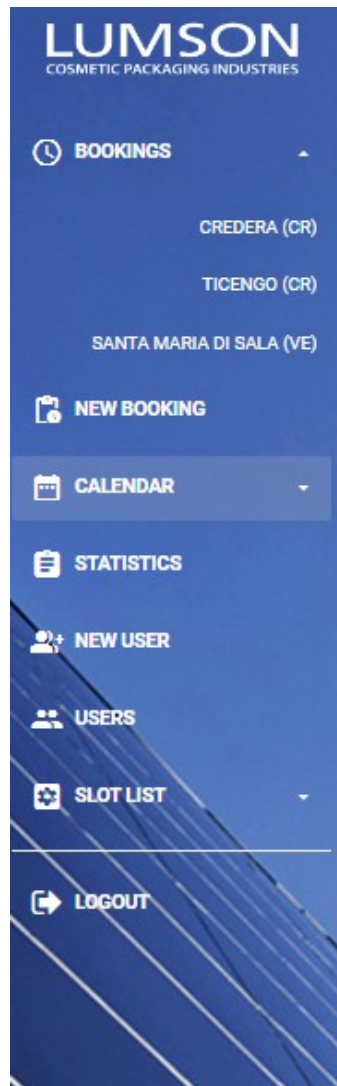 LUMSON
COSMETIC PACKAGING INDUSTRIES
BOOKINGS
CREDERA (CR)
TICENGO (CR)
SANTA MARIA DI SALA (VE)
NEW BOOKING
CALENDAR
STATISTICS
NEW USER
USERS
SLOT LIST
LOGOUT